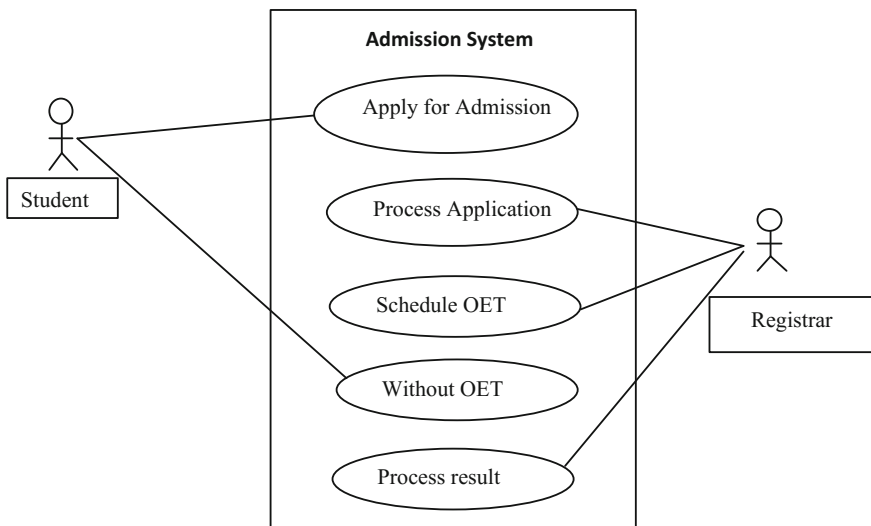 Admission System
Apply for Admission
Student
Process Application
Schedule OET
Registrar
Without OET
Process result